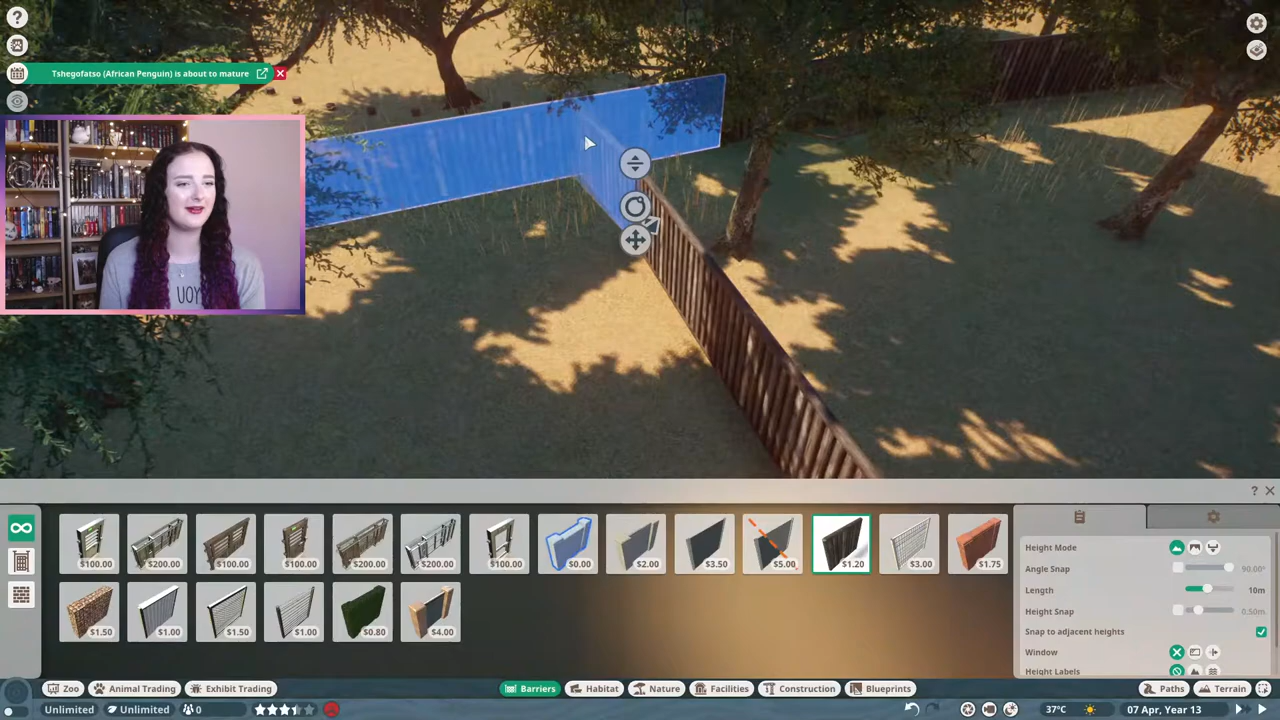 ?
Tshegofatso (African Penguin) is about to mature
UOY
? ×
$100.00 $200.00 $100.00 $100.00 $200.00 $200.00 $100.00 $0.00 $2.00 $3.50 $5.00 $1.20 $3.00 $1.75
$1.50 $1.00 $1.50 $1.00 $0.80 $4.00
Height Mode
Angle Snap 90.00°
Length 10m
Height Snap 0.50m
Snap to adjacent heights
Window
Height Labels
Zoo Animal Trading Exhibit Trading Barriers Habitat Nature Facilities Construction Blueprints Paths Terrain
Unlimited Unlimited 0 37°C 07 Apr, Year 13